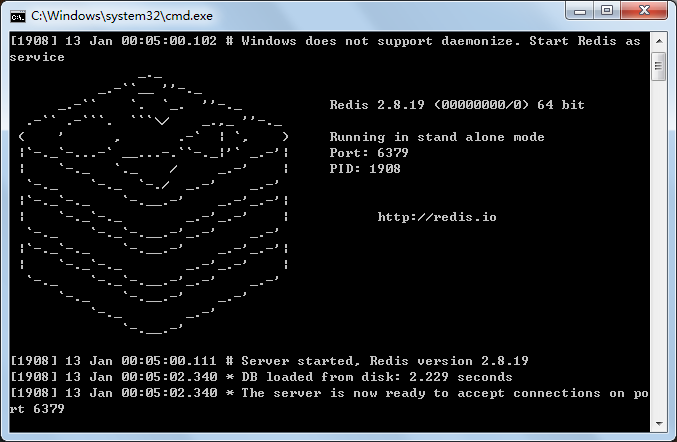 C:\Windows\system32\cmd.exe
[1908] 13 Jan 00:05:00.102 # Windows does not support daemonize. Start Redis as
service
Redis 2.8.19 (00000000/0) 64 bit
Running in stand alone mode
Port: 6379
PID: 1908
http://redis.io
[1908] 13 Jan 00:05:00.111 # Server started, Redis version 2.8.19
[1908] 13 Jan 00:05:02.340 * DB loaded from disk: 2.229 seconds
[1908] 13 Jan 00:05:02.340 * The server is now ready to accept connections on po
rt 6379